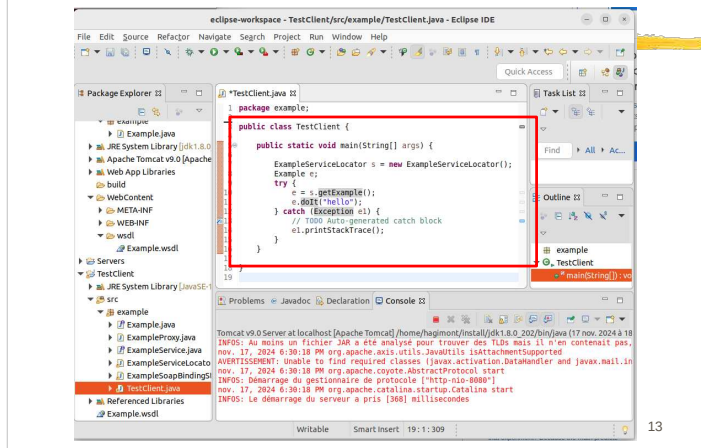 eclipse-workspace - TestClient/src/example/TestClient.java - Eclipse IDE
File Edit Source Refactor Navigate Search Project Run Window Help
Quick Access
Package Explorer
example
Example.java
JRE System Library [jdk1.8.0
Apache Tomcat v9.0 [Apache
Web App Libraries
build
WebContent
META-INF
WEB-INF
wsdl
Example.wsdl
Servers
TestClient
JRE System Library [JavaSE-1
src
example
Example.java
ExampleProxy.java
ExampleService.java
ExampleServiceLocato
ExampleSoapBindingS
TestClient.java
Referenced Libraries
Example.wsdl
*TestClient.java
1 package example;
public class TestClient {
public static void main(String[] args) {
ExampleServiceLocator s = new ExampleServiceLocator();
Example e;
try {
e = s.getExample();
e.doIt("hello");
} catch (Exception e1) {
// TODO Auto-generated catch block
e1.printStackTrace();
}
}
18 }
19
Task List
Find All Ac...
Outline
example
TestClient
main(String[]) : vo
Problems Javadoc Declaration Console
Tomcat v9.0 Server at localhost [Apache Tomcat] /home/hagimont/install/jdk1.8.0_202/bin/java (17 nov. 2024 à 18
INFOS: Au moins un fichier JAR a été analysé pour trouver des TLDs mais il n'en contenait pas,
nov. 17, 2024 6:30:18 PM org.apache.axis.utils.JavaUtils isAttachmentSupported
AVERTISSEMENT: Unable to find required classes (javax.activation.DataHandler and javax.mail.in
nov. 17, 2024 6:30:18 PM org.apache.coyote.AbstractProtocol start
INFOS: Démarrage du gestionnaire de protocole ["http-nio-8080"]
nov. 17, 2024 6:30:18 PM org.apache.catalina.startup.Catalina start
INFOS: Le démarrage du serveur a pris [368] millisecondes
Writable Smart Insert 19 : 1 : 309
13